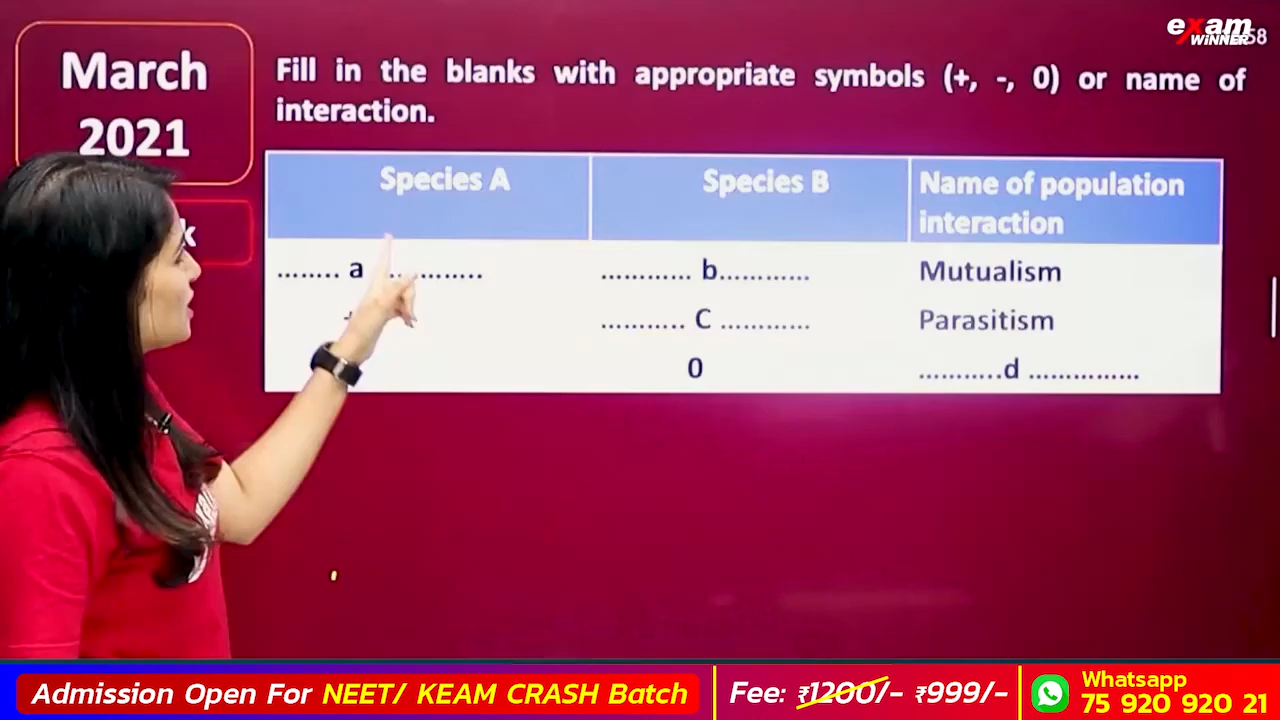 exam
WiNNER
58
March
2021
Fill in the blanks with appropriate symbols (+, -, 0) or name of
interaction.
Species A Species B Name of population
interaction
........ a ........... ............ b............ Mutualism
........... C ............ Parasitism
0 ...........d ...............
Admission Open For NEET/ KEAM CRASH Batch
Fee: ₹1200/- ₹999/-
Whatsapp
75 920 920 21